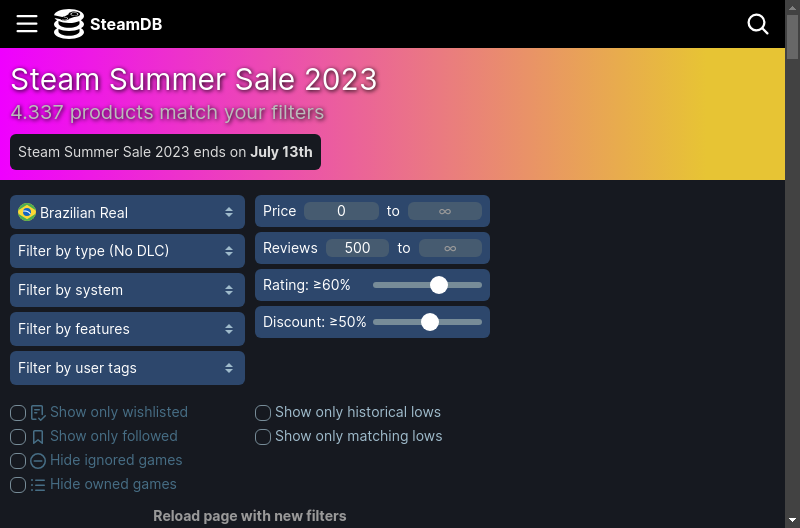 SteamDB
Steam Summer Sale 2023
4.337 products match your filters
Steam Summer Sale 2023 ends on July 13th
Brazilian Real
Filter by type (No DLC)
Filter by system
Filter by features
Filter by user tags
Price 0 to ∞
Reviews 500 to ∞
Rating: ≥60%
Discount: ≥50%
Show only wishlisted
Show only followed
Hide ignored games
Hide owned games
Show only historical lows
Show only matching lows
Reload page with new filters